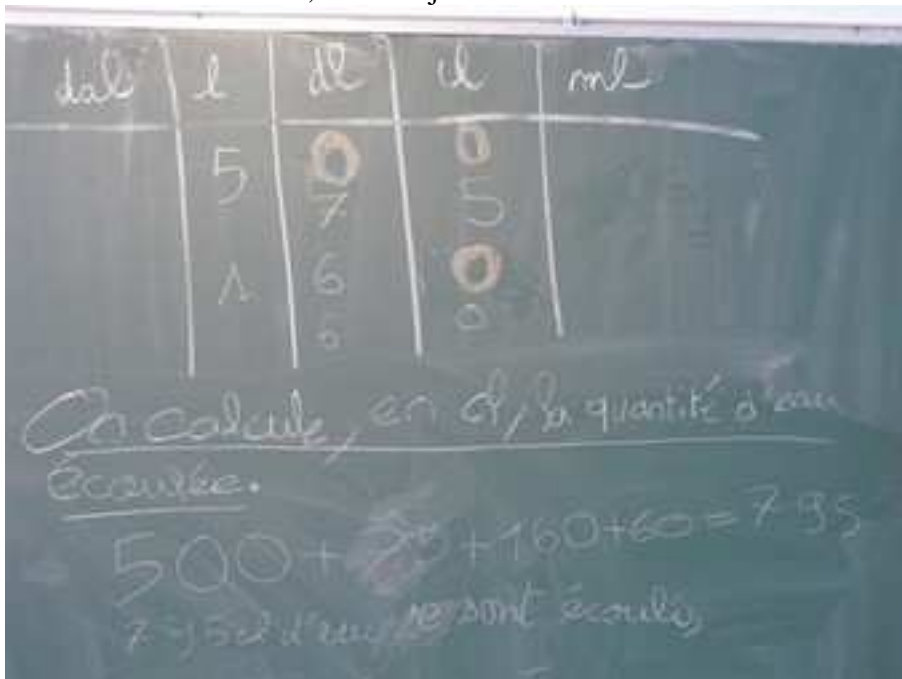 dal l dl cl ml
5 0 0
7 5
1 6 0
0 0
On calcule, en cl, la quantité d'eau
écoulée.
500 + + 160 + 60 = 795
cl d'eau se sont écoulés